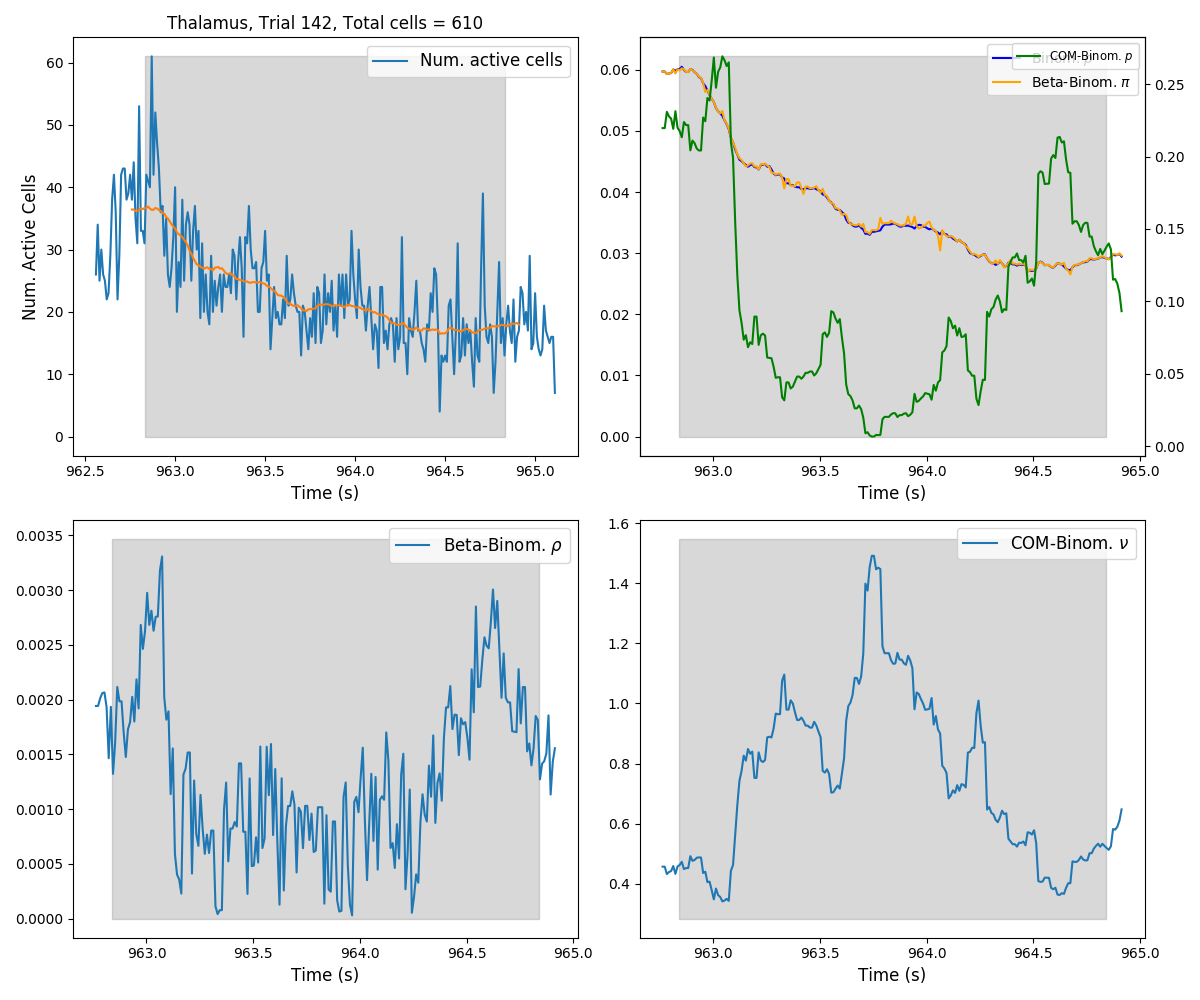 Thalamus, Trial 142, Total cells = 610
Num. Active Cells
60
50
40
30
20
10
0
Num. active cells
962.5 963.0 963.5 964.0 964.5 965.0
Time (s)
0.06
0.05
0.04
0.03
0.02
0.01
0.00
COM-Binom. p
Binom. p
Beta-Binom. π
0.25
0.20
0.15
0.10
0.05
0.00
963.0 963.5 964.0 964.5 965.0
Time (s)
0.0035
0.0030
0.0025
0.0020
0.0015
0.0010
0.0005
0.0000
Beta-Binom. ρ
963.0 963.5 964.0 964.5 965.0
Time (s)
1.6
1.4
1.2
1.0
0.8
0.6
0.4
COM-Binom. ν
963.0 963.5 964.0 964.5 965.0
Time (s)